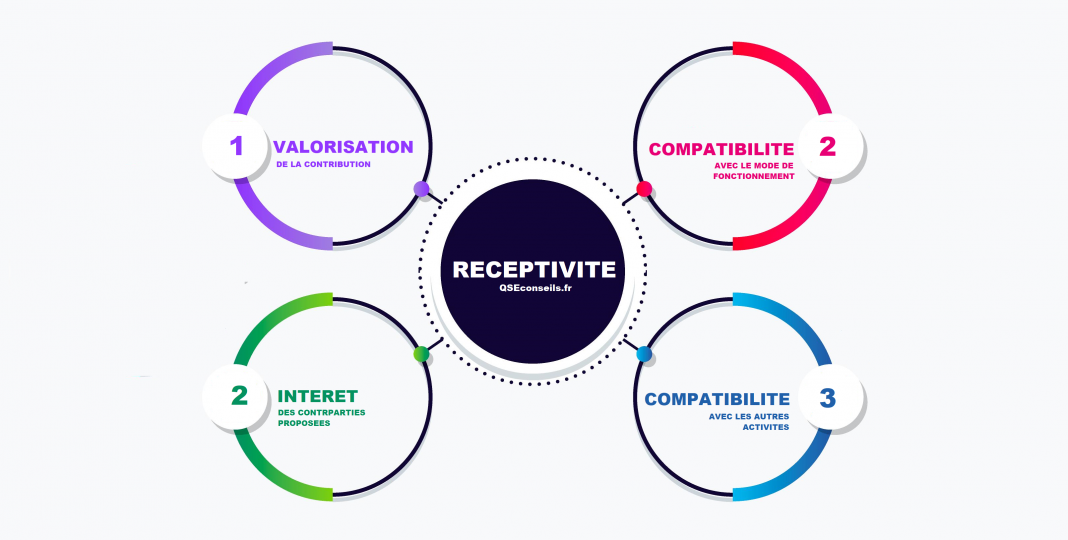 1
VALORISATION
DE LA CONTRIBUTION
COMPATIBILITE
AVEC LE MODE DE
FONCTIONNEMENT
2
RECEPTIVITE
QSEconseils.fr
2
INTERET
DES CONTRPARTIES
PROPOSEES
COMPATIBILITE
AVEC LES AUTRES
ACTIVITES
3